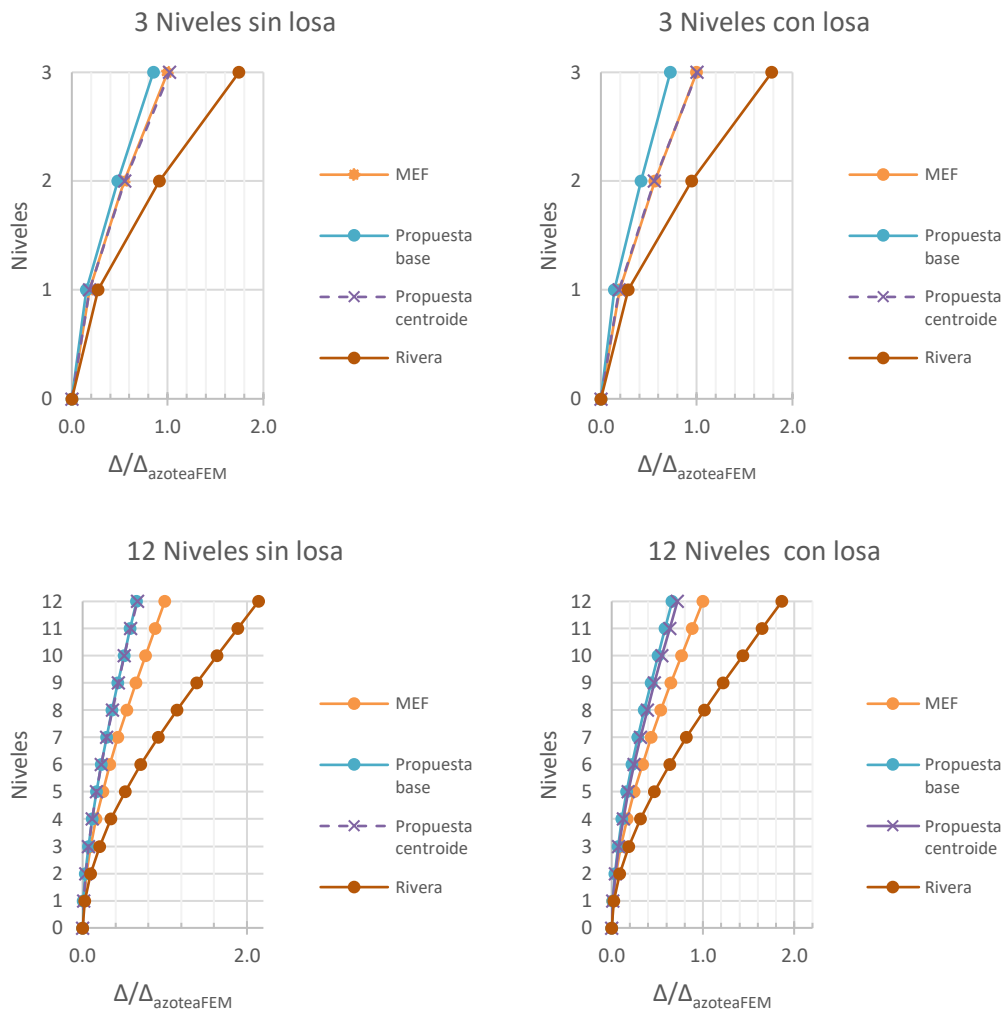 3 Niveles sin losa
3
2
1
0
Niveles
0.0
1.0
2.0
Δ/ΔazoteaFEM
MEF
Propuesta
base
Propuesta
centroide
Rivera
3 Niveles con losa
3
2
1
0
Niveles
0.0
1.0
2.0
Δ/ΔazoteaFEM
MEF
Propuesta
base
Propuesta
centroide
Rivera
12 Niveles sin losa
12
11
10
9
8
7
6
5
4
3
2
1
0
Niveles
0.0
2.0
Δ/ΔazoteaFEM
MEF
Propuesta
base
Propuesta
centroide
Rivera
12 Niveles  con losa
12
11
10
9
8
7
6
5
4
3
2
1
0
Niveles
0.0
1.0
2.0
Δ/ΔazoteaFEM
MEF
Propuesta
base
Propuesta
centroide
Rivera